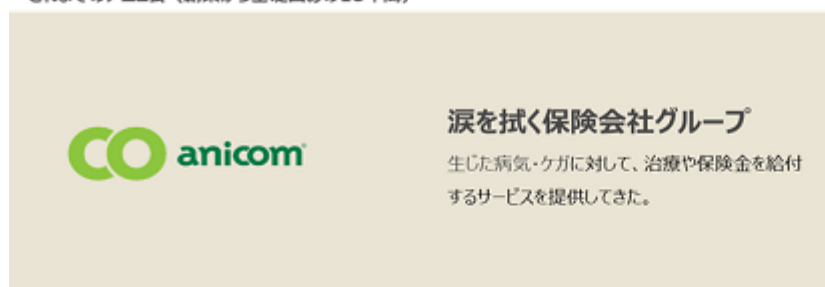 anicom
涙を拭く保険会社グループ
生じた病気・ケガに対して、治療や保険金を給付
するサービスを提供してきた。